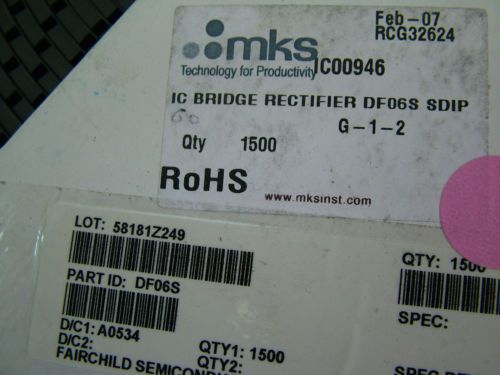 Feb-07
RCG32624
mks
Technology for Productivity
IC00946
IC BRIDGE RECTIFIER DF06S SDIP
G-1-2
Qty 1500
RoHS
www.mksinst.com
LOT: 58181Z249
PART ID: DF06S
D/C1: A0534
D/C2:
QTY1: 1500
QTY2:
FAIRCHILD
QTY: 1500
SPEC: